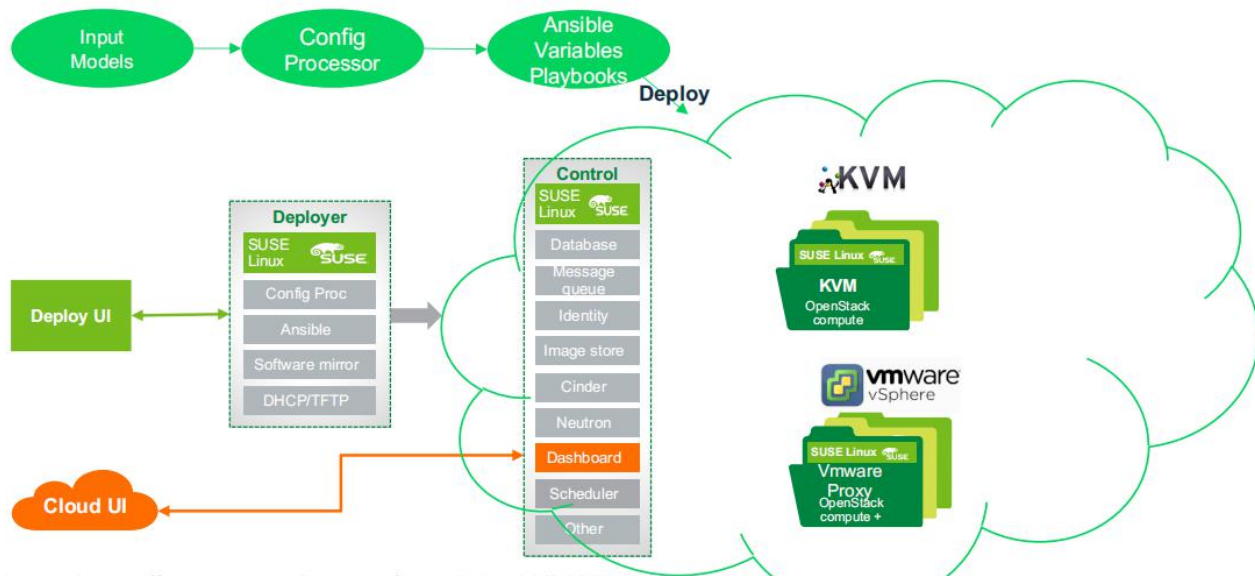 Input
Models
Config
Processor
Ansible
Variables
Playbooks
Deploy
Deploy UI
Cloud UI
Deployer
SUSE
Linux
SUSE
Config Proc
Ansible
Software mirror
DHCP/TFTP
Control
SUSE
Linux
SUSE
Database
Message
queue
Identity
Image store
Cinder
Neutron
Dashboard
Scheduler
Other
KVM
SUSE Linux SUSE
KVM
OpenStack
compute
vmware
vSphere
SUSE Linux SUSE
Vmware
Proxy
OpenStack
compute +